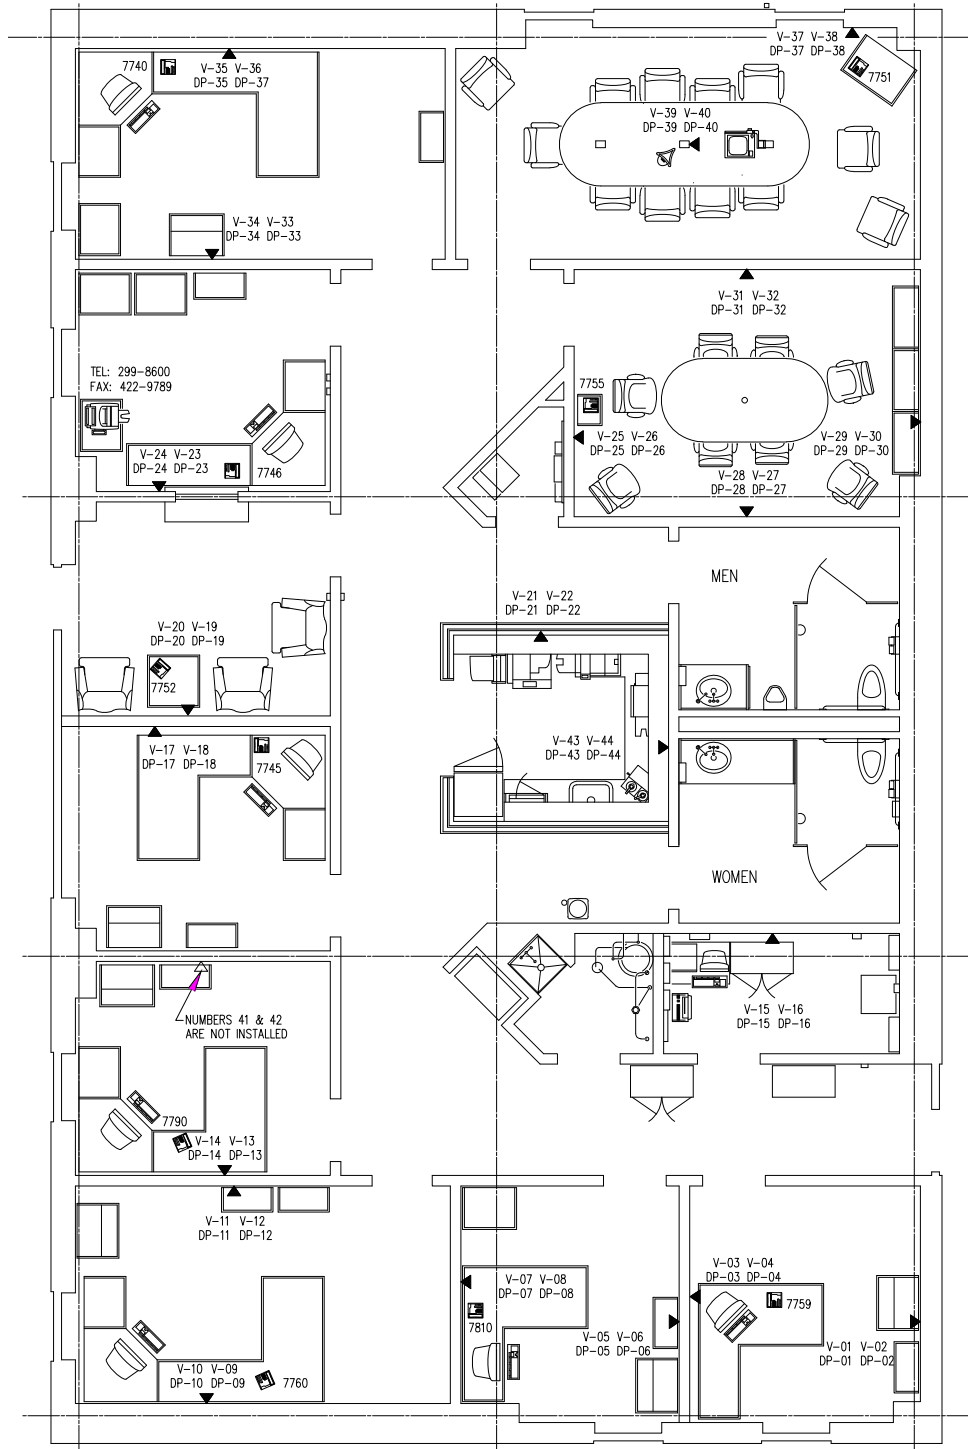 V-37 V-38
DP-37 DP-38
7740
V-35 V-36
DP-35 DP-37
7751
V-39 V-40
DP-39 DP-40
V-34 V-33
DP-34 DP-33
V-31 V-32
DP-31 DP-32
TEL: 299-8600
FAX: 422-9789
7755
V-24 V-23
DP-24 DP-23
7746
V-25 V-26
DP-25 DP-26
V-29 V-30
DP-29 DP-30
V-28 V-27
DP-28 DP-27
MEN
V-21 V-22
DP-21 DP-22
V-20 V-19
DP-20 DP-19
7752
V-17 V-18
DP-17 DP-18
7745
V-43 V-44
DP-43 DP-44
WOMEN
NUMBERS 41 & 42
ARE NOT INSTALLED
V-15 V-16
DP-15 DP-16
7790
V-14 V-13
DP-14 DP-13
V-11 V-12
DP-11 DP-12
V-07 V-08
DP-07 DP-08
7810
V-03 V-04
DP-03 DP-04
7759
V-05 V-06
DP-05 DP-06
V-01 V-02
DP-01 DP-02
V-10 V-09
DP-10 DP-09
7760